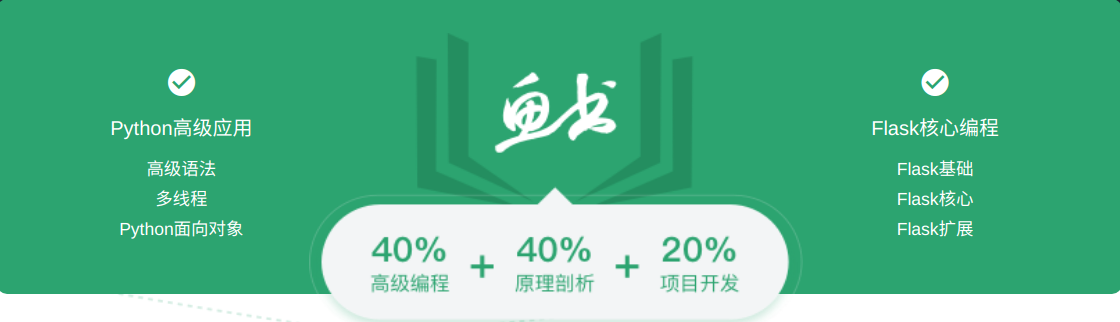 鱼书
Python高级应用
高级语法
多线程
Python面向对象
Flask核心编程
Flask基础
Flask核心
Flask扩展
40% + 40% + 20%
高级编程 原理剖析 项目开发